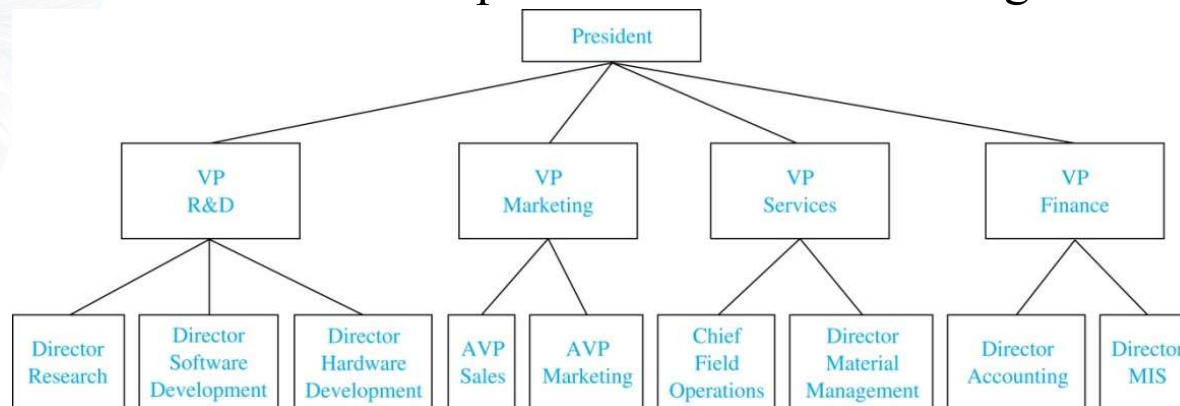 President
VP
R&D
VP
Marketing
VP
Services
VP
Finance
Director
Research
Director
Software
Development
Director
Hardware
Development
AVP
Sales
AVP
Marketing
Chief
Field
Operations
Director
Material
Management
Director
Accounting
Director
MIS